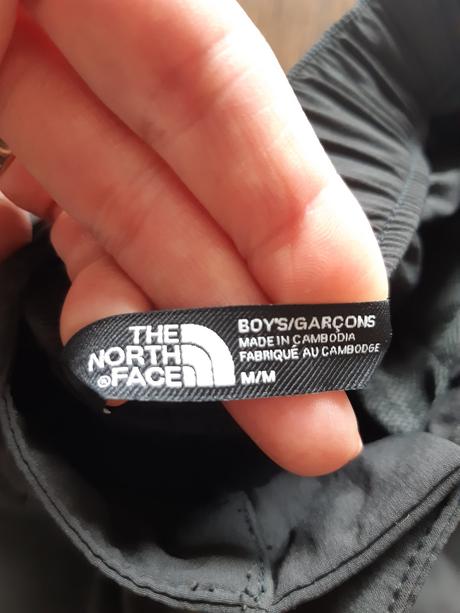 THE
NORTH
®FACE
BOY'S/GARÇONS
MADE IN CAMBODIA
FABRIQUÉ AU CAMBODGE
M/M